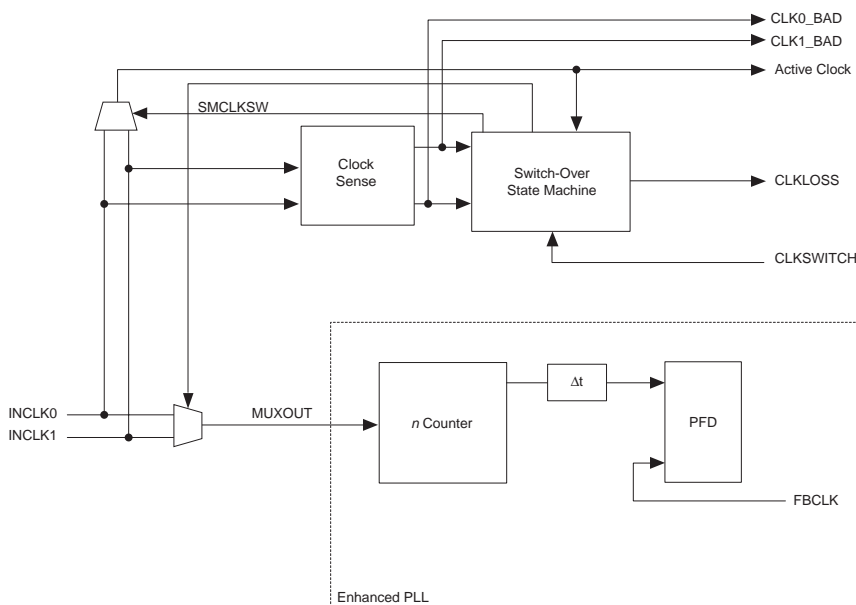 CLK0_BAD
CLK1_BAD
Active Clock
SMCLKSW
Clock
Sense
Switch-Over
State Machine
CLKLOSS
CLKSWITCH
INCLK0
INCLK1
MUXOUT
n Counter
Δt
PFD
FBCLK
Enhanced PLL